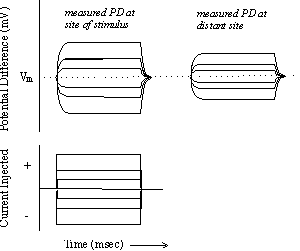 measured PD at
site of stimulus
measured PD at
distant site
Potential Difference (mV)
Vm
Current Injected
+
-
Time (msec)